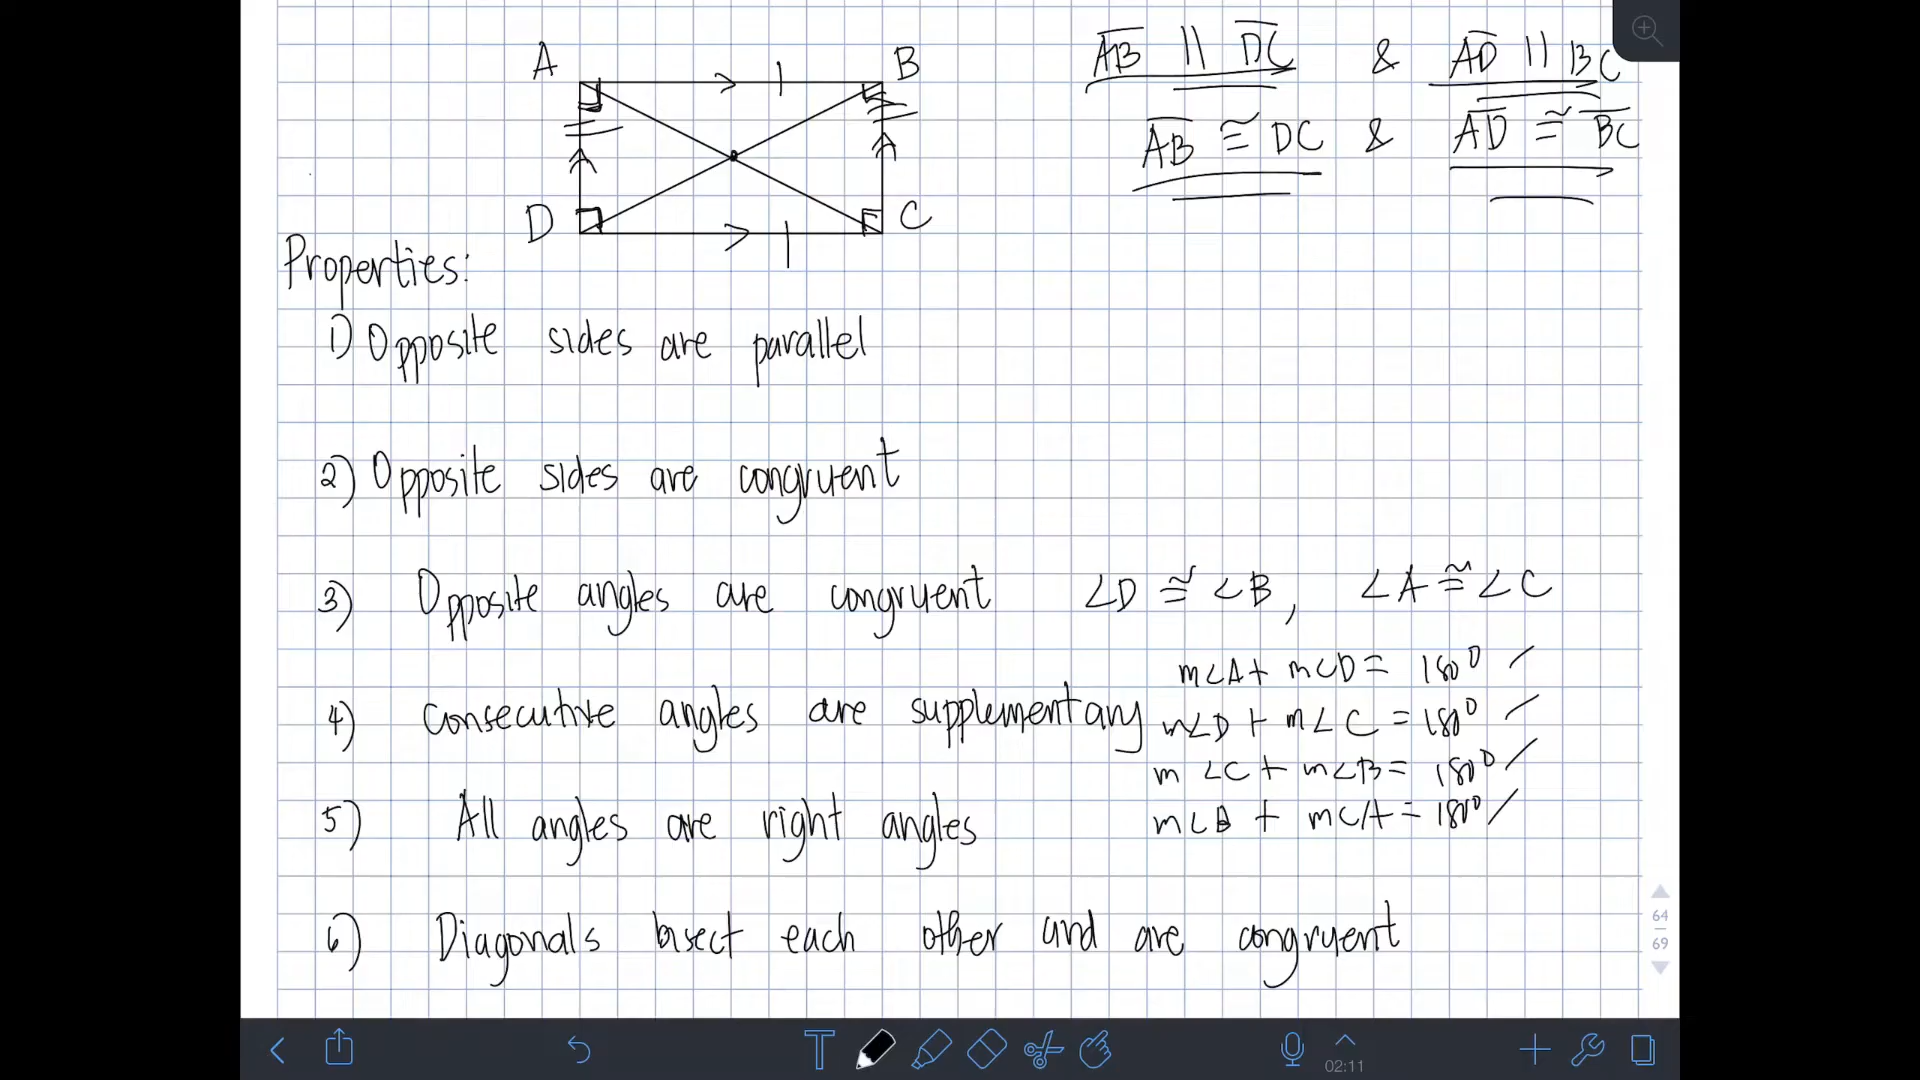 A B
D C
AB || DC & AD || BC
AB ≅ DC & AD ≅ BC
Properties:
1) Opposite sides are parallel
2) Opposite sides are congruent
3) Opposite angles are congruent ∠D ≅ ∠B, ∠A ≅ ∠C
m∠A + m∠D = 180°
4) Consecutive angles are supplementary m∠D + m∠C = 180°
m∠C + m∠B = 180°
m∠B + m∠A = 180°
5) All angles are right angles
6) Diagonals bisect each other and are congruent
64
69
T
02:11